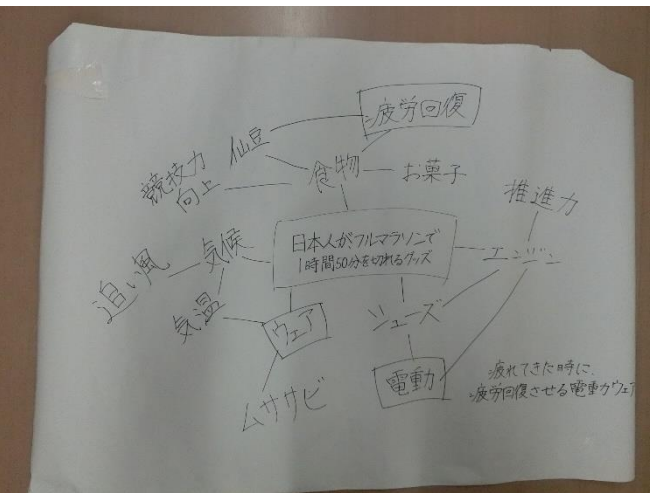 疲労回復
仙豆
食物
お菓子
競技力
向上
推進力
日本人がフルマラソンで
1時間50分を切れるグッズ
エンジン
気候
追い風
気温
ウェア
シューズ
ムササビ
電動
疲れてきた時に、
疲労回復させる電動ウェア